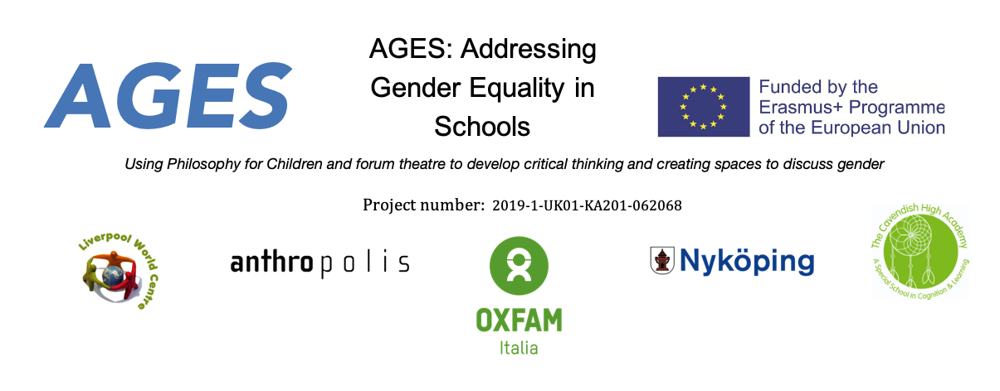 AGES
AGES: Addressing
Gender Equality in
Schools
Funded by the
Erasmus+ Programme
of the European Union
Using Philosophy for Children and forum theatre to develop critical thinking and creating spaces to discuss gender
Project number: 2019-1-UK01-KA201-062068
Liverpool World Centre
anthropolis
OXFAM
Italia
Nyköping
The Cavendish High Academy
A Special School in Cognition & Learning